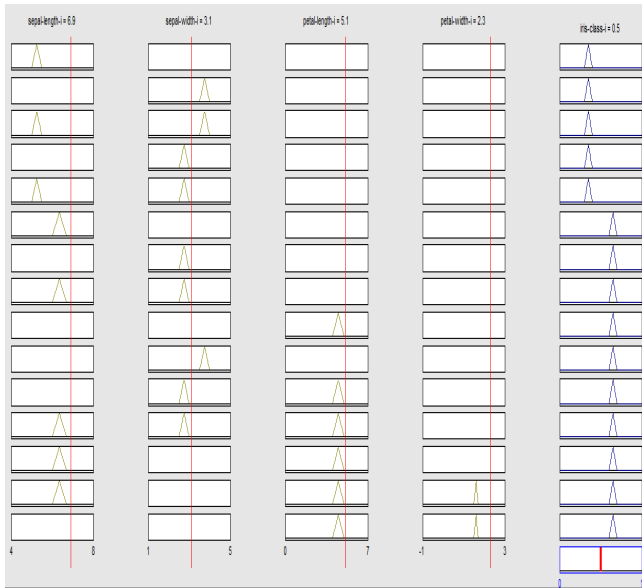 sepal-length-i = 6.9 sepal-width-i = 3.1 petal-length-i = 5.1 petal-width-i = 2.3 iris-class-i = 0.5
4 8 1 5 0 7 -1 3
0